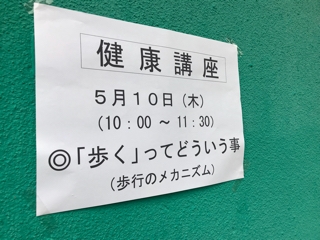 健康講座
5月10日(木)
(10:00 ~ 11:30)
◎「歩く」ってどういう事
(歩行のメカニズム)